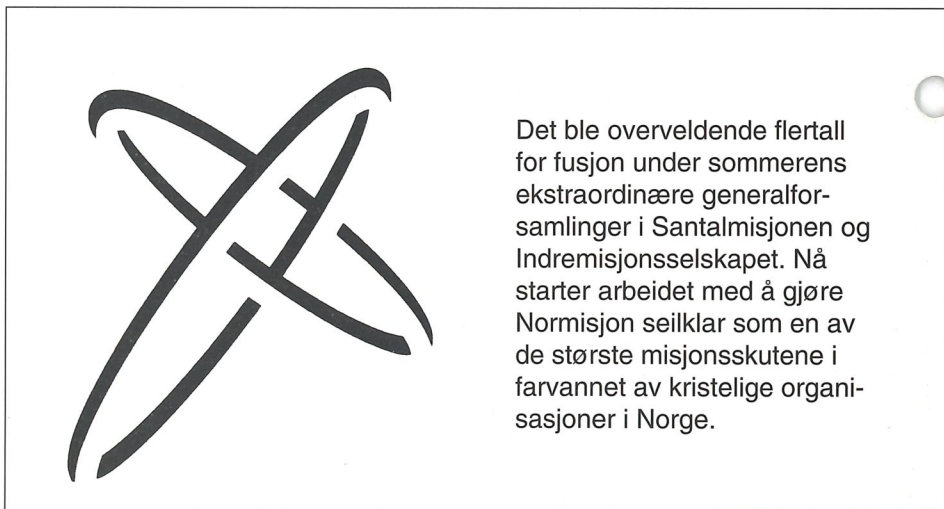 Det ble overveldende flertall
for fusjon under sommerens
ekstraordinære generalfor-
samlinger i Santalmisjonen og
Indremisjonsselskapet. Nå
starter arbeidet med å gjøre
Normisjon seilklar som en av
de største misjonsskutene i
farvannet av kristelige organi-
sasjoner i Norge.